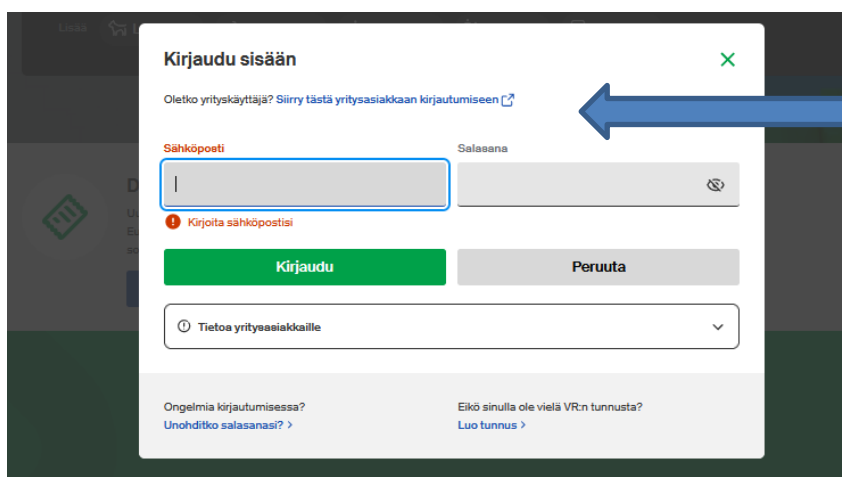 Lisää
Kirjaudu sisään
Oletko yrityskäyttäjä? Siirry tästä yritysasiakkaan kirjautumiseen
Sähköposti
Salasana
Kirjoita sähköpostisi
Kirjaudu
Peruuta
Tietoa yritysasiakkaille
Ongelmia kirjautumisessa?
Eikö sinulla ole vielä VR:n tunnusta?
Unohditko salasanasi? >
Luo tunnus >